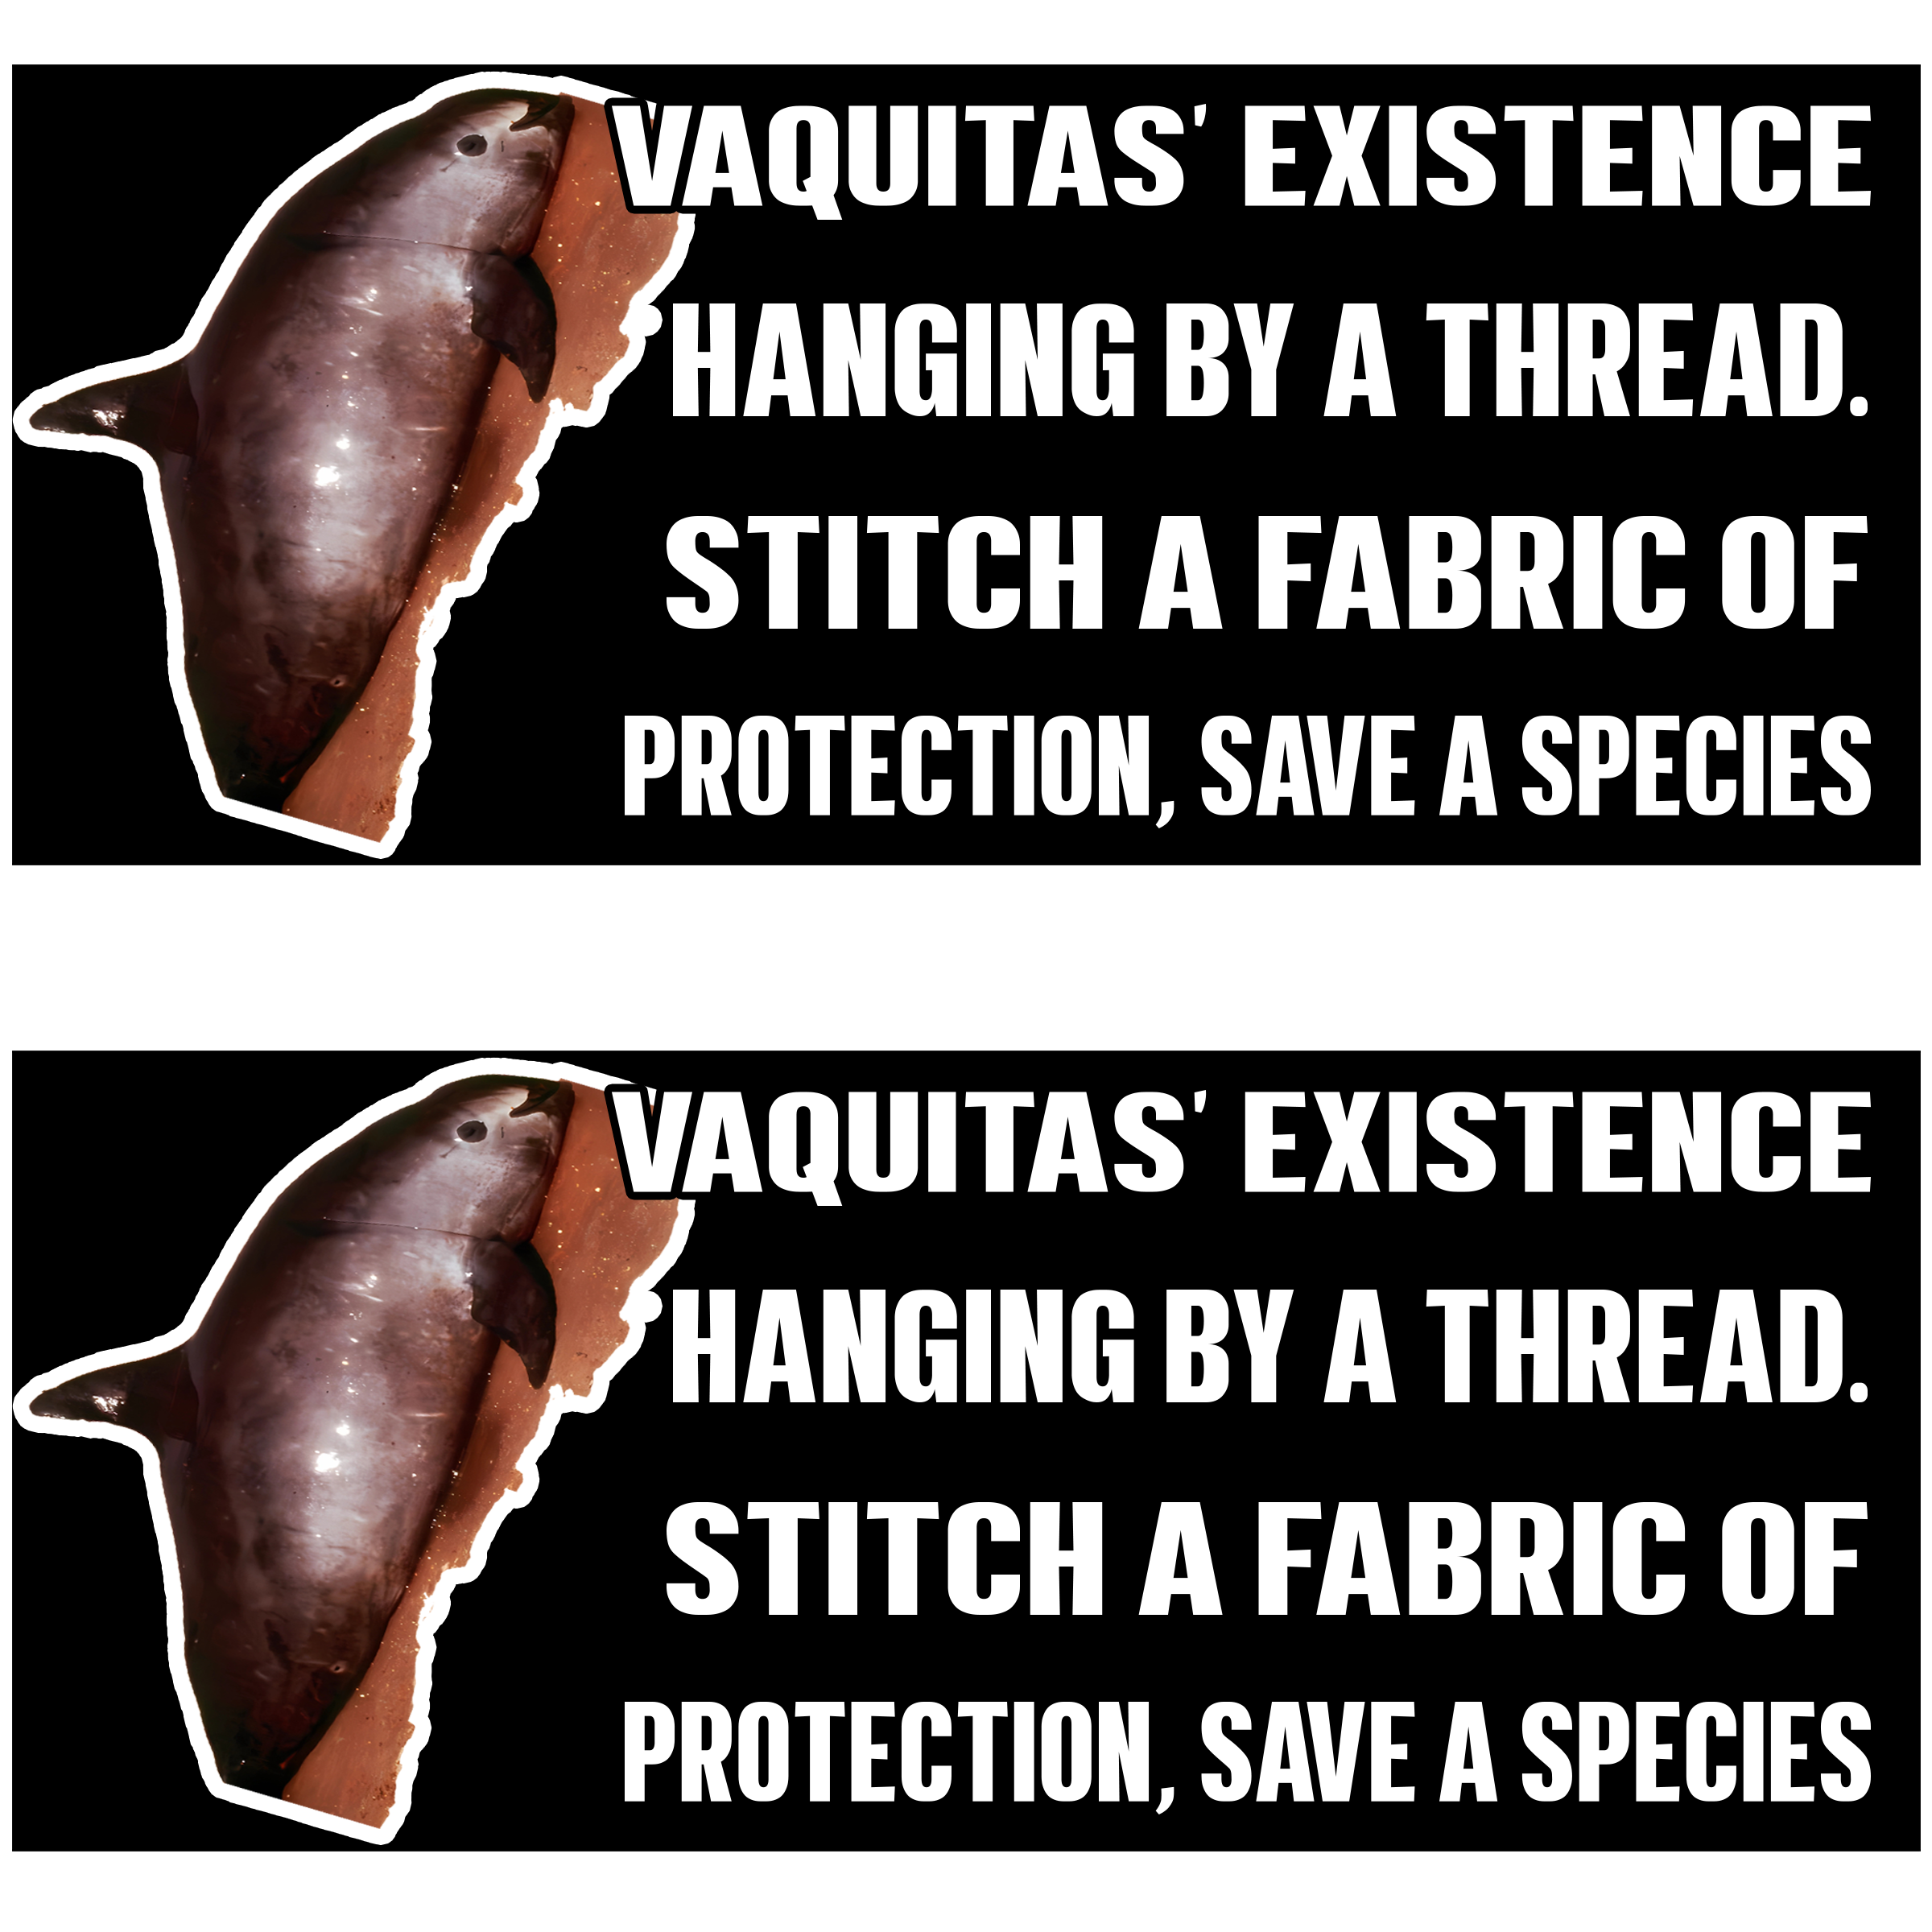 VAQUITAS' EXISTENCE
HANGING BY A THREAD.
STITCH A FABRIC OF
PROTECTION, SAVE A SPECIES
VAQUITAS' EXISTENCE
HANGING BY A THREAD.
STITCH A FABRIC OF
PROTECTION, SAVE A SPECIES